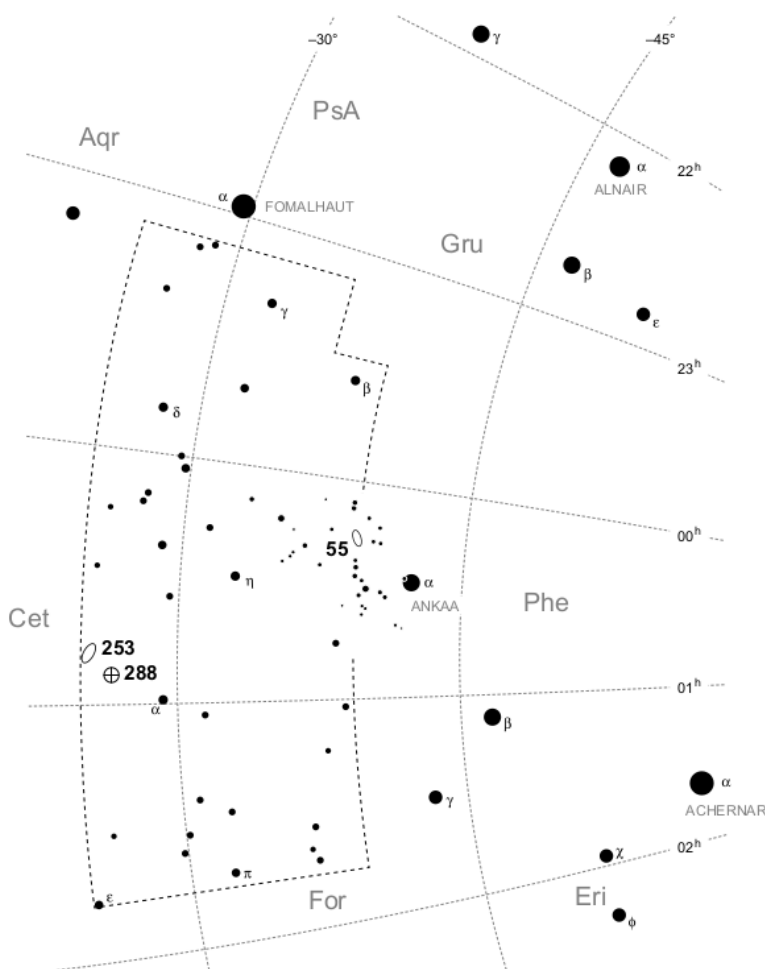 γ
–30°
–45°
PsA
Aqr
α
ALNAIR
22ʰ
α
FOMALHAUT
Gru
β
γ
ε
23ʰ
β
δ
55
00ʰ
η
α
ANKAA
Phe
Cet
253
288
01ʰ
α
β
α
γ
ACHERNAR
02ʰ
χ
π
ε
For
Eri
φ